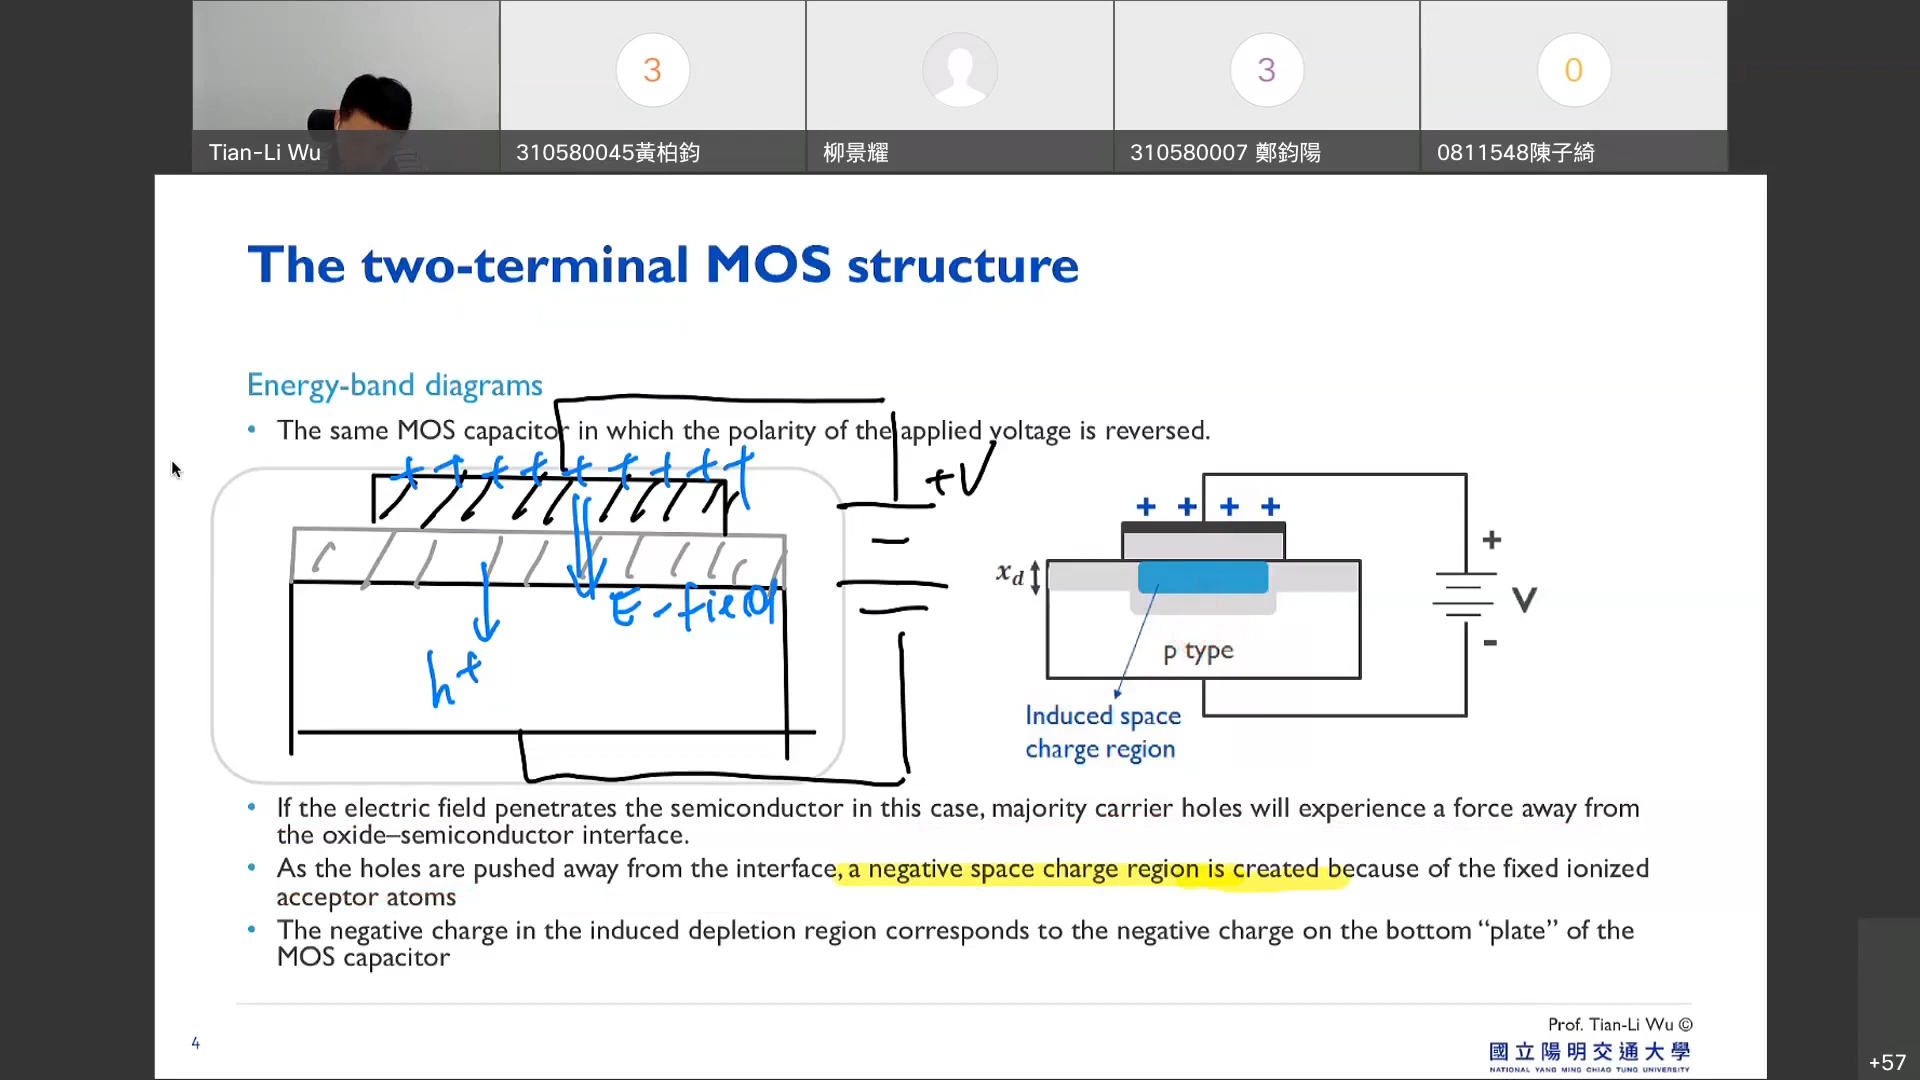 3
3
0
Tian-Li Wu
310580045黃柏鈞
柳景耀
310580007 鄭鈞陽
0811548陳子綺
The two-terminal MOS structure
Energy-band diagrams
• The same MOS capacitor in which the polarity of the applied voltage is reversed.
+ + + + + + + + +
+V
E-field
h+
+ + + +
+
xd
V
p type
-
Induced space
charge region
• If the electric field penetrates the semiconductor in this case, majority carrier holes will experience a force away from
the oxide–semiconductor interface.
• As the holes are pushed away from the interface, a negative space charge region is created because of the fixed ionized
acceptor atoms
• The negative charge in the induced depletion region corresponds to the negative charge on the bottom “plate” of the
MOS capacitor
Prof. Tian-Li Wu ©
4
國立陽明交通大學
NATIONAL YANG MING CHIAO TUNG UNIVERSITY
+57